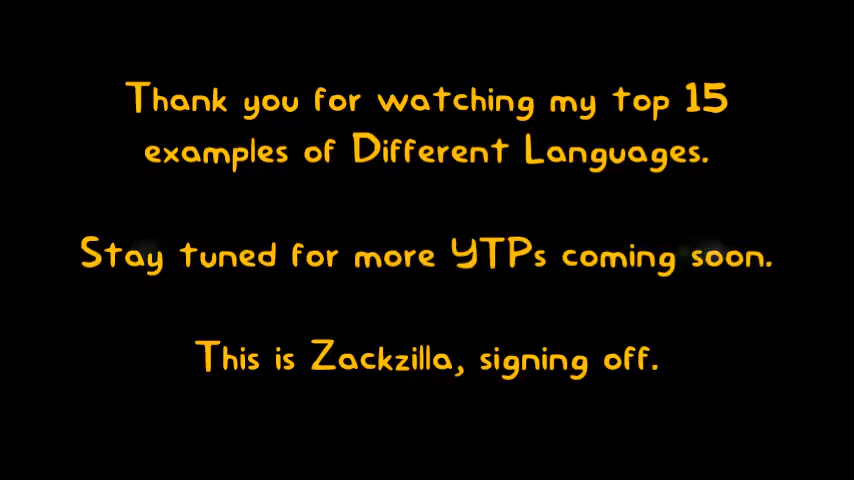 Thank you for watching my top 15
examples of Different Languages.
Stay tuned for more YTPs coming soon.
This is Zackzilla, signing off.